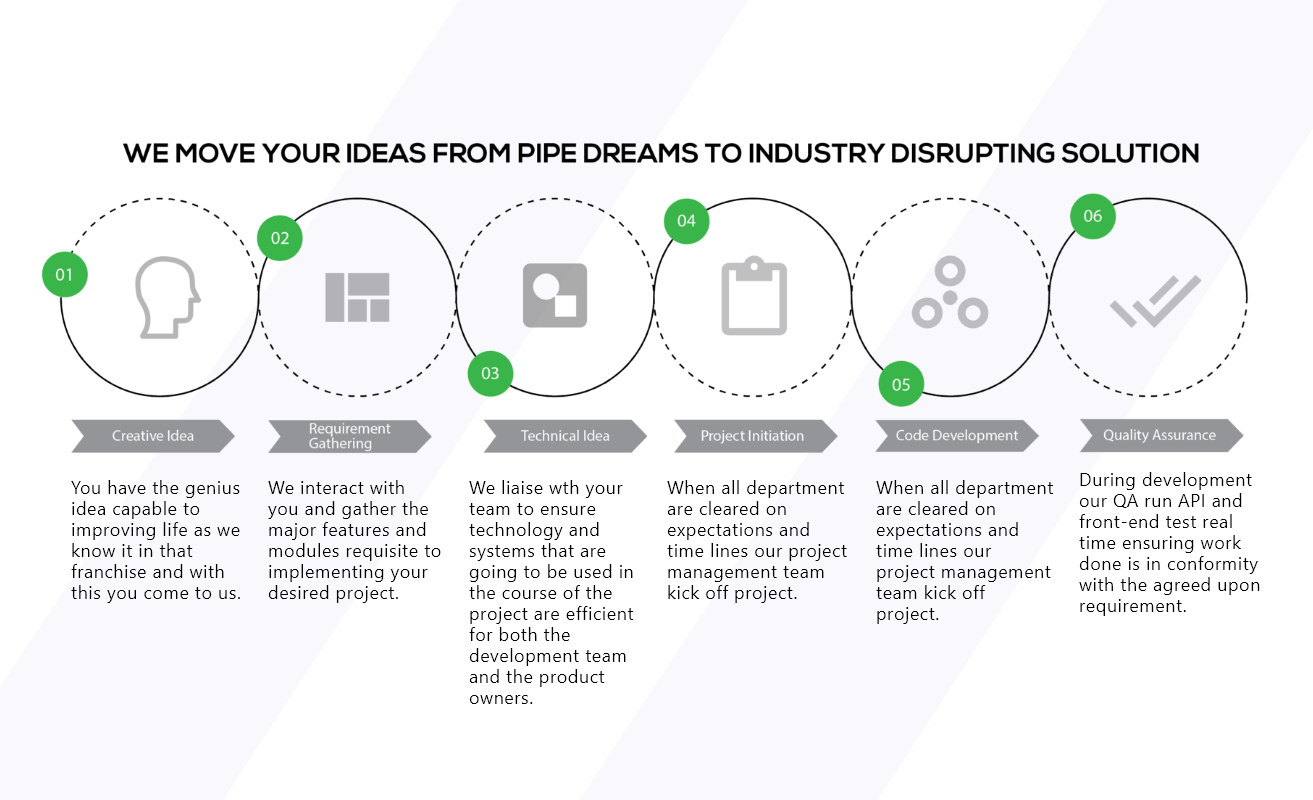 WE MOVE YOUR IDEAS FROM PIPE DREAMS TO INDUSTRY DISRUPTING SOLUTION
01
Creative Idea
You have the genius
idea capable to
improving life as we
know it in that
franchise and with
this you come to us.
02
Requirement
Gathering
We interact with
you and gather the
major features and
modules requisite to
implementing your
desired project.
03
Technical Idea
We liaise wth your
team to ensure
technology and
systems that are
going to be used in
the course of the
project are efficient
for both the
development team
and the product
owners.
04
Project Initiation
When all department
are cleared on
expectations and
time lines our project
management team
kick off project.
05
Code Development
When all department
are cleared on
expectations and
time lines our
project management
team kick off
project.
06
Quality Assurance
During development
our QA run API and
front-end test real
time ensuring work
done is in conformity
with the agreed upon
requirement.